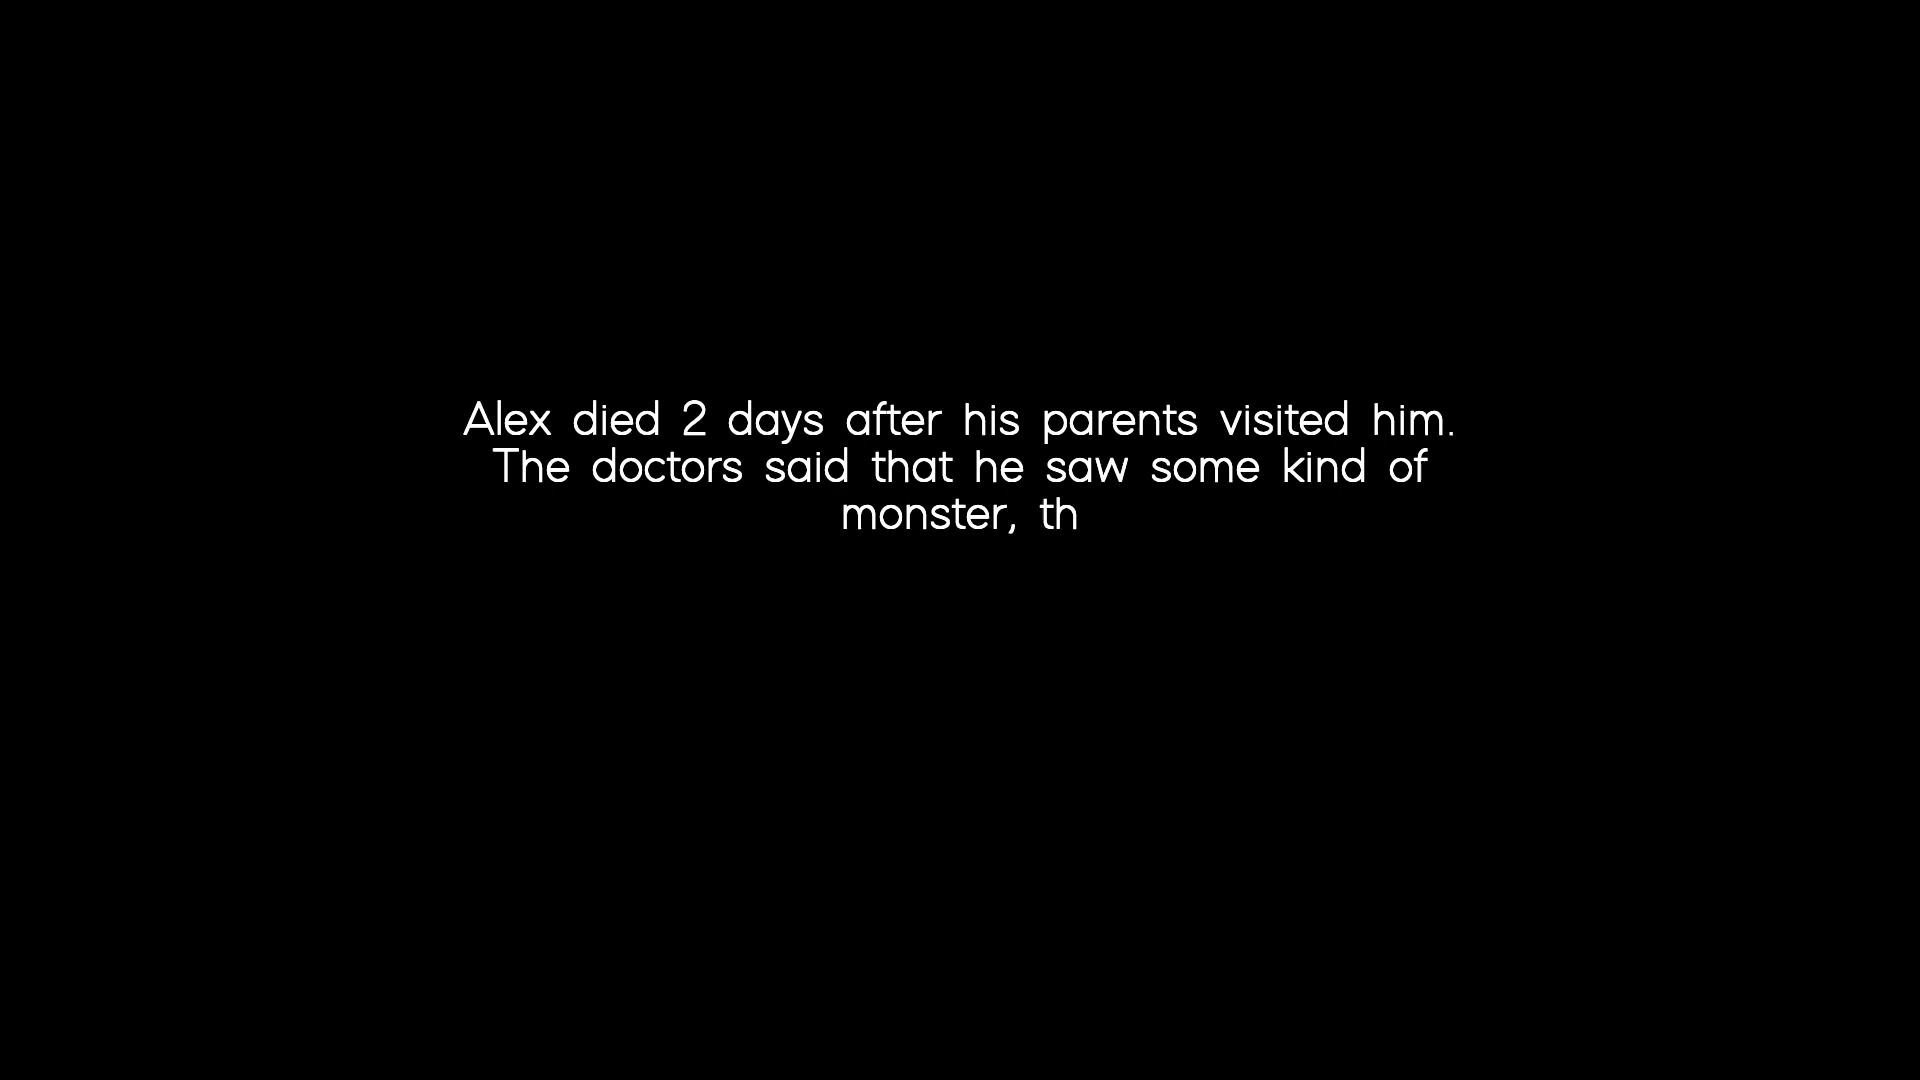 Alex died 2 days after his parents visited him.
The doctors said that he saw some kind of
monster, th